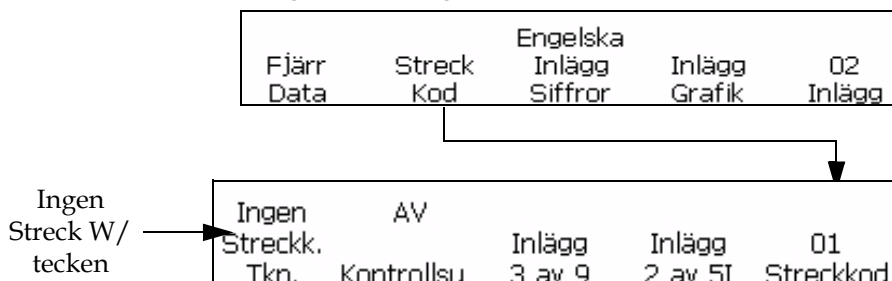 Engelska
Fjärr Streck Inlägg Inlägg 02
Data Kod Siffror Grafik Inlägg
Ingen
Streck W/
tecken
Ingen AV
Streckk. Inlägg Inlägg 01
Tkn. Kontrollsu 3 av 9 2 av 5I Streckkod